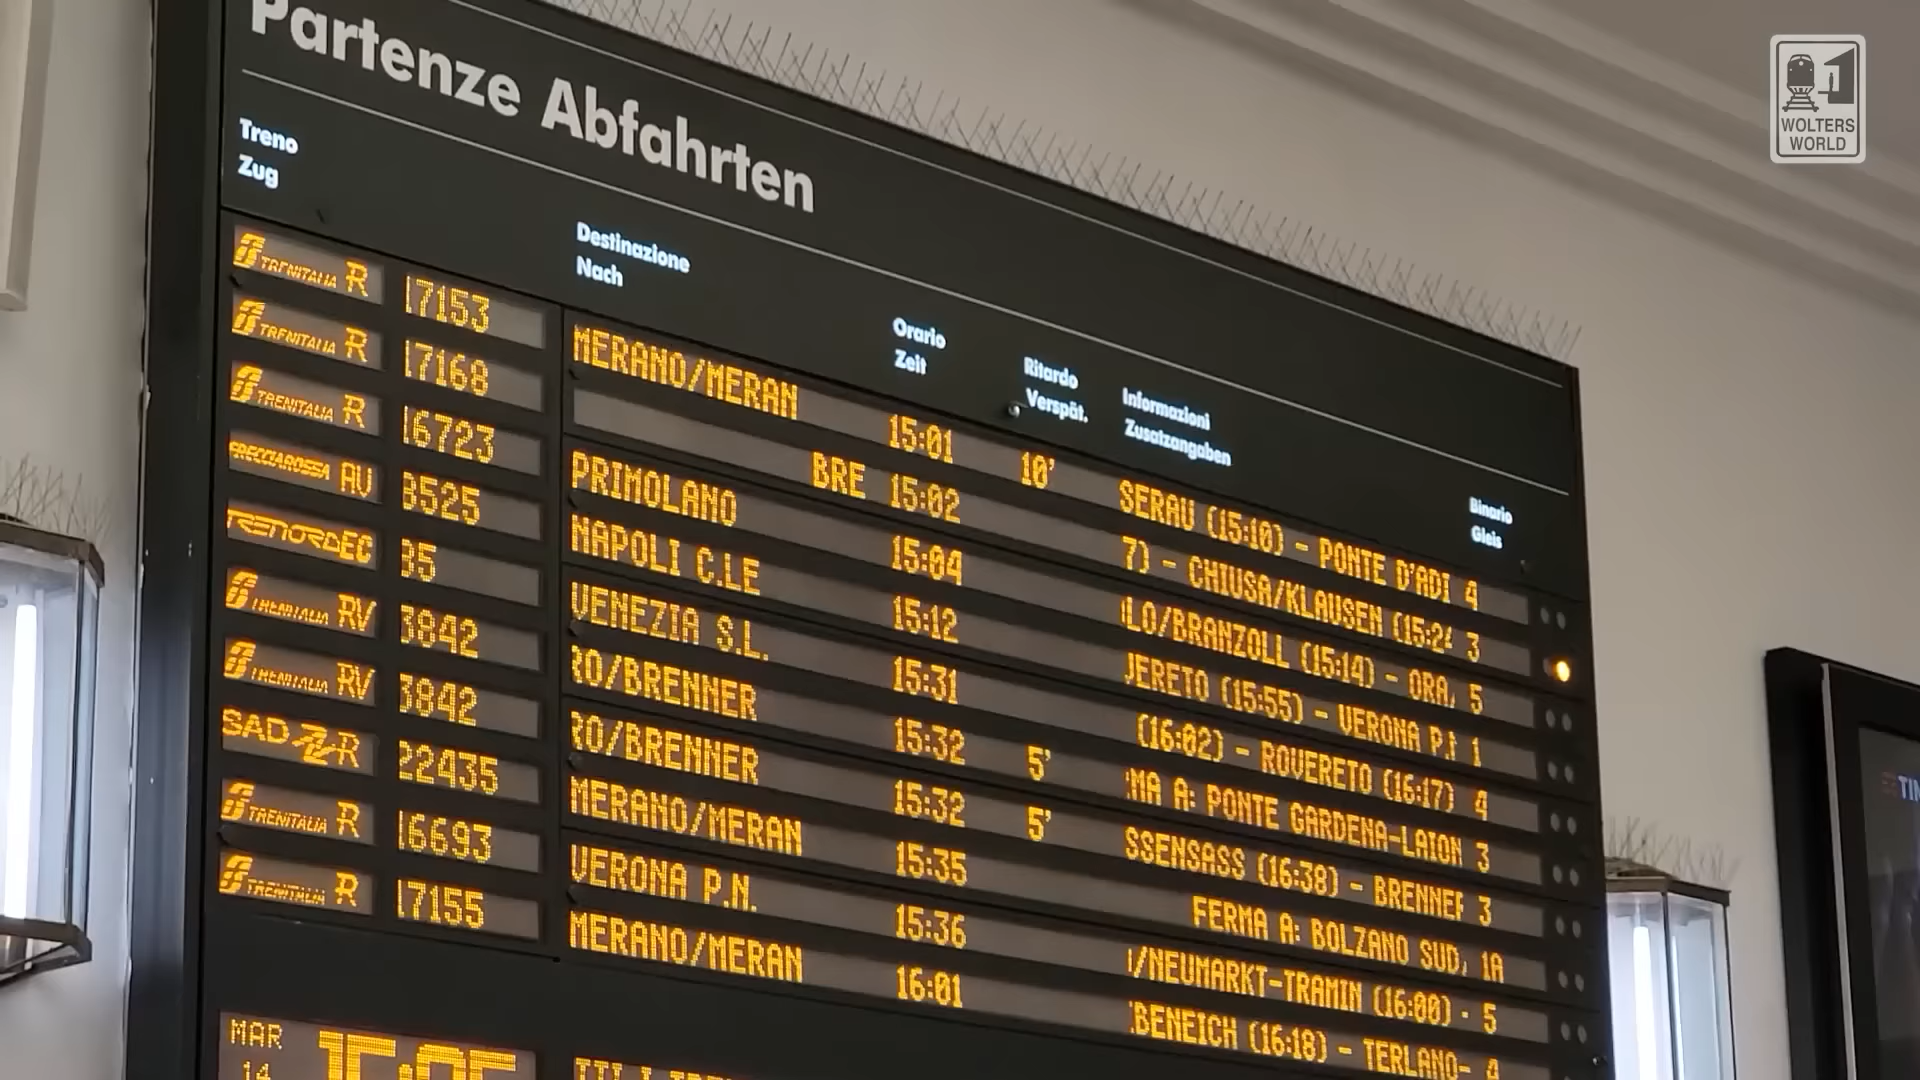 Partenze Abfahrten
Treno
Zug
Destinazione
Nach
Orario
Zeit
Ritardo
Verspät.
Informazioni
Zusatzangaben
Binario
Gleis
TRENITALIA R 17153 MERANO/MERAN 15:01 10' SERAU (15:10) - PONTE D'ADI 4
TRENITALIA R 17168 BRE 15:02 7) - CHIUSA/KLAUSEN (15:24 3
TRENITALIA R 16723 PRIMOLANO 15:04 LO/BRANZOLL (15:14) - ORA, 5
FRECCIAROSSA AV 8525 NAPOLI C.LE 15:12 VERETO (15:55) - VERONA P. 1
TRENORD EC 85 VENEZIA S.L. 15:31 (16:02) - ROVERETO (16:17) 4
TRENITALIA RV 3842 RO/BRENNER 15:32 5' MA A: PONTE GARDENA-LAION 3
TRENITALIA RV 3842 RO/BRENNER 15:32 5' SSENSASS (16:38) - BRENNER 3
SAD R 22435 MERANO/MERAN 15:35 FERMA A: BOLZANO SUD, 1A
TRENITALIA R 16693 VERONA P.N. 15:36 /NEUMARKT-TRAMIN (16:00) - 5
TRENITALIA R 17155 MERANO/MERAN 16:01 BENEICH (16:18) - TERLANO- 4
MAR
14
WOLTERS
WORLD